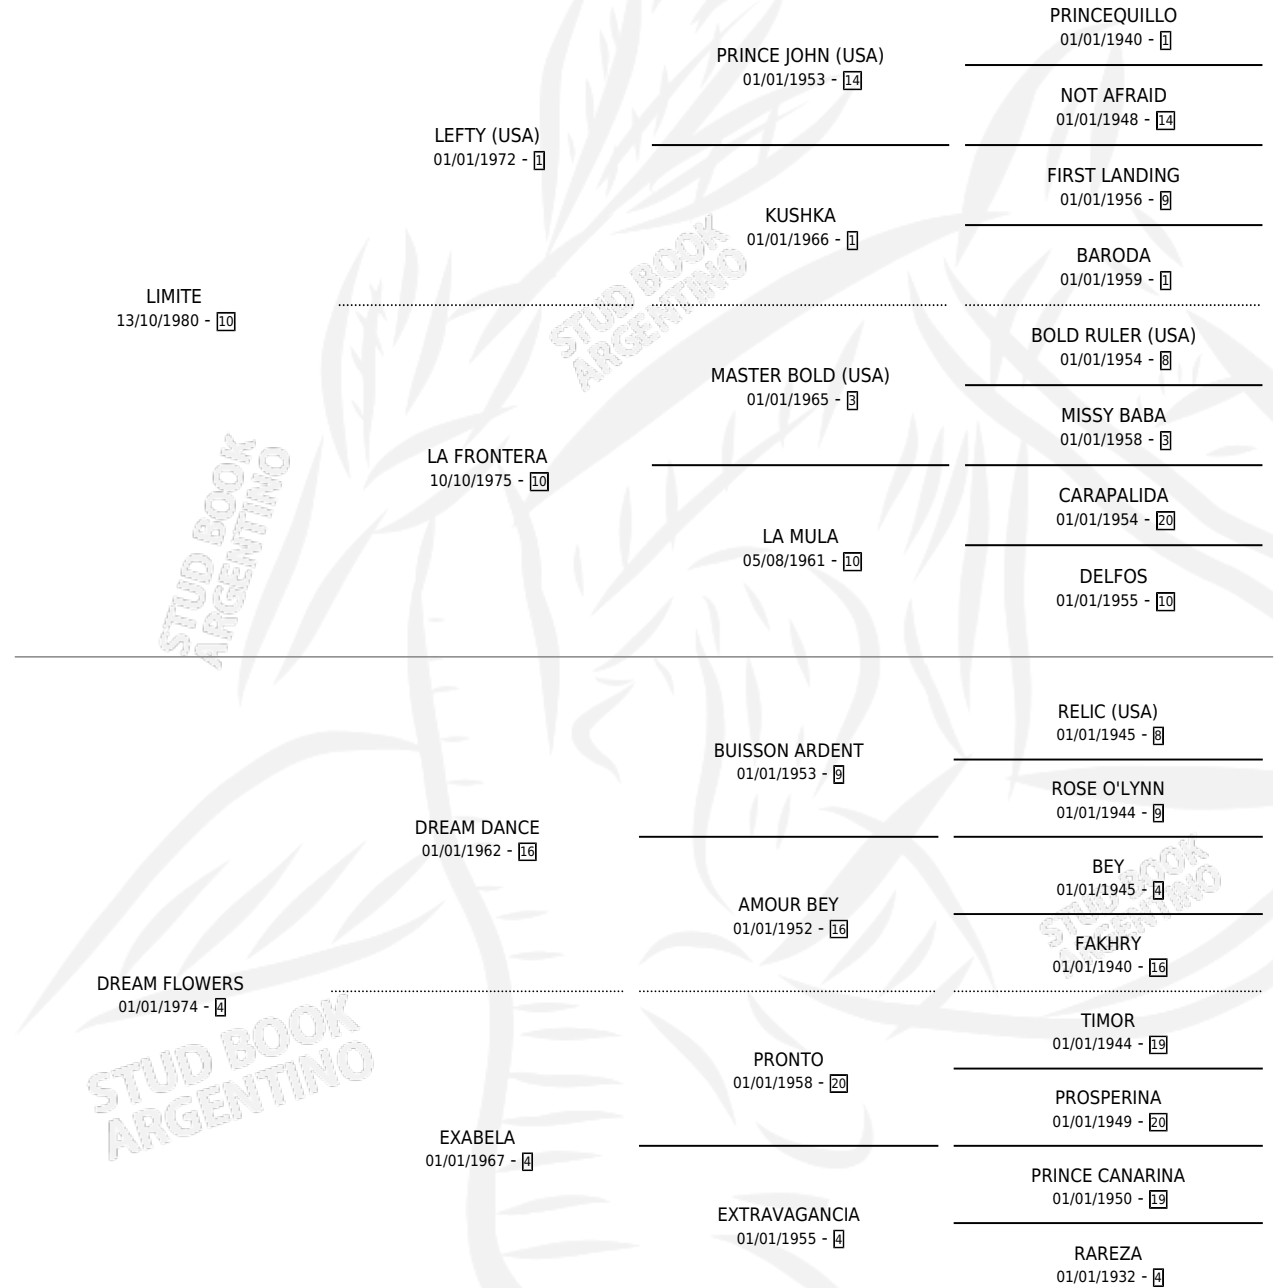 PRINCEQUILLO
01/01/1940 - 1
PRINCE JOHN (USA)
01/01/1953 - 14
NOT AFRAID
01/01/1948 - 14
LEFTY (USA)
01/01/1972 - 1
FIRST LANDING
01/01/1956 - 9
KUSHKA
01/01/1966 - 1
BARODA
01/01/1959 - 1
LIMITE
13/10/1980 - 10
BOLD RULER (USA)
01/01/1954 - 8
MASTER BOLD (USA)
01/01/1965 - 3
MISSY BABA
01/01/1958 - 3
LA FRONTERA
10/10/1975 - 10
CARAPALIDA
01/01/1954 - 20
LA MULA
05/08/1961 - 10
DELFOS
01/01/1955 - 10
RELIC (USA)
01/01/1945 - 8
BUISSON ARDENT
01/01/1953 - 9
ROSE O'LYNN
01/01/1944 - 9
DREAM DANCE
01/01/1962 - 16
BEY
01/01/1945 - 4
AMOUR BEY
01/01/1952 - 16
FAKHRY
01/01/1940 - 16
DREAM FLOWERS
01/01/1974 - 4
TIMOR
01/01/1944 - 19
PRONTO
01/01/1958 - 20
PROSPERINA
01/01/1949 - 20
EXABELA
01/01/1967 - 4
PRINCE CANARINA
01/01/1950 - 19
EXTRAVAGANCIA
01/01/1955 - 4
RAREZA
01/01/1932 - 4
STUD BOOK
ARGENTINO
STUD BOOK
ARGENTINO
STUD BOOK
ARGENTINO
STUD BOOK
ARGENTINO